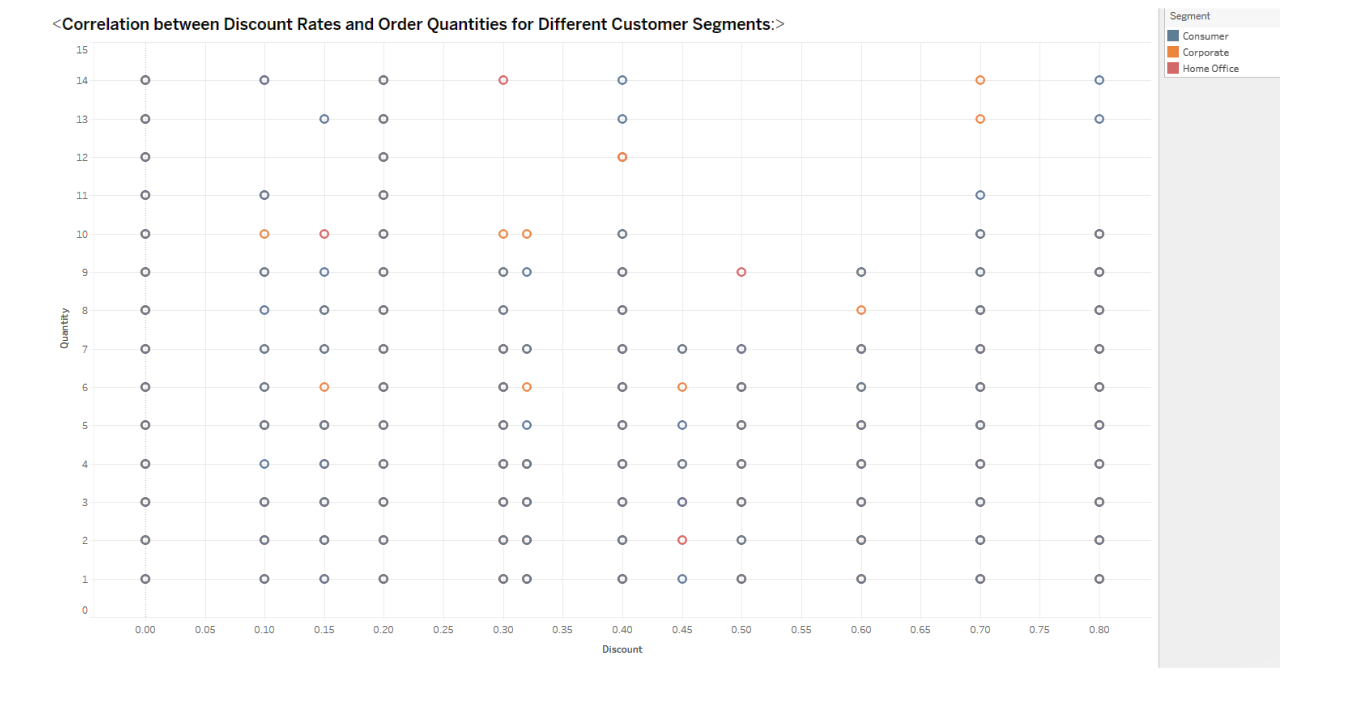 <Correlation between Discount Rates and Order Quantities for Different Customer Segments:>
Segment
Consumer
Corporate
Home Office
15
14
13
12
11
10
9
8
7
6
5
4
3
2
1
0
Quantity
0.00 0.05 0.10 0.15 0.20 0.25 0.30 0.35 0.40 0.45 0.50 0.55 0.60 0.65 0.70 0.75 0.80
Discount